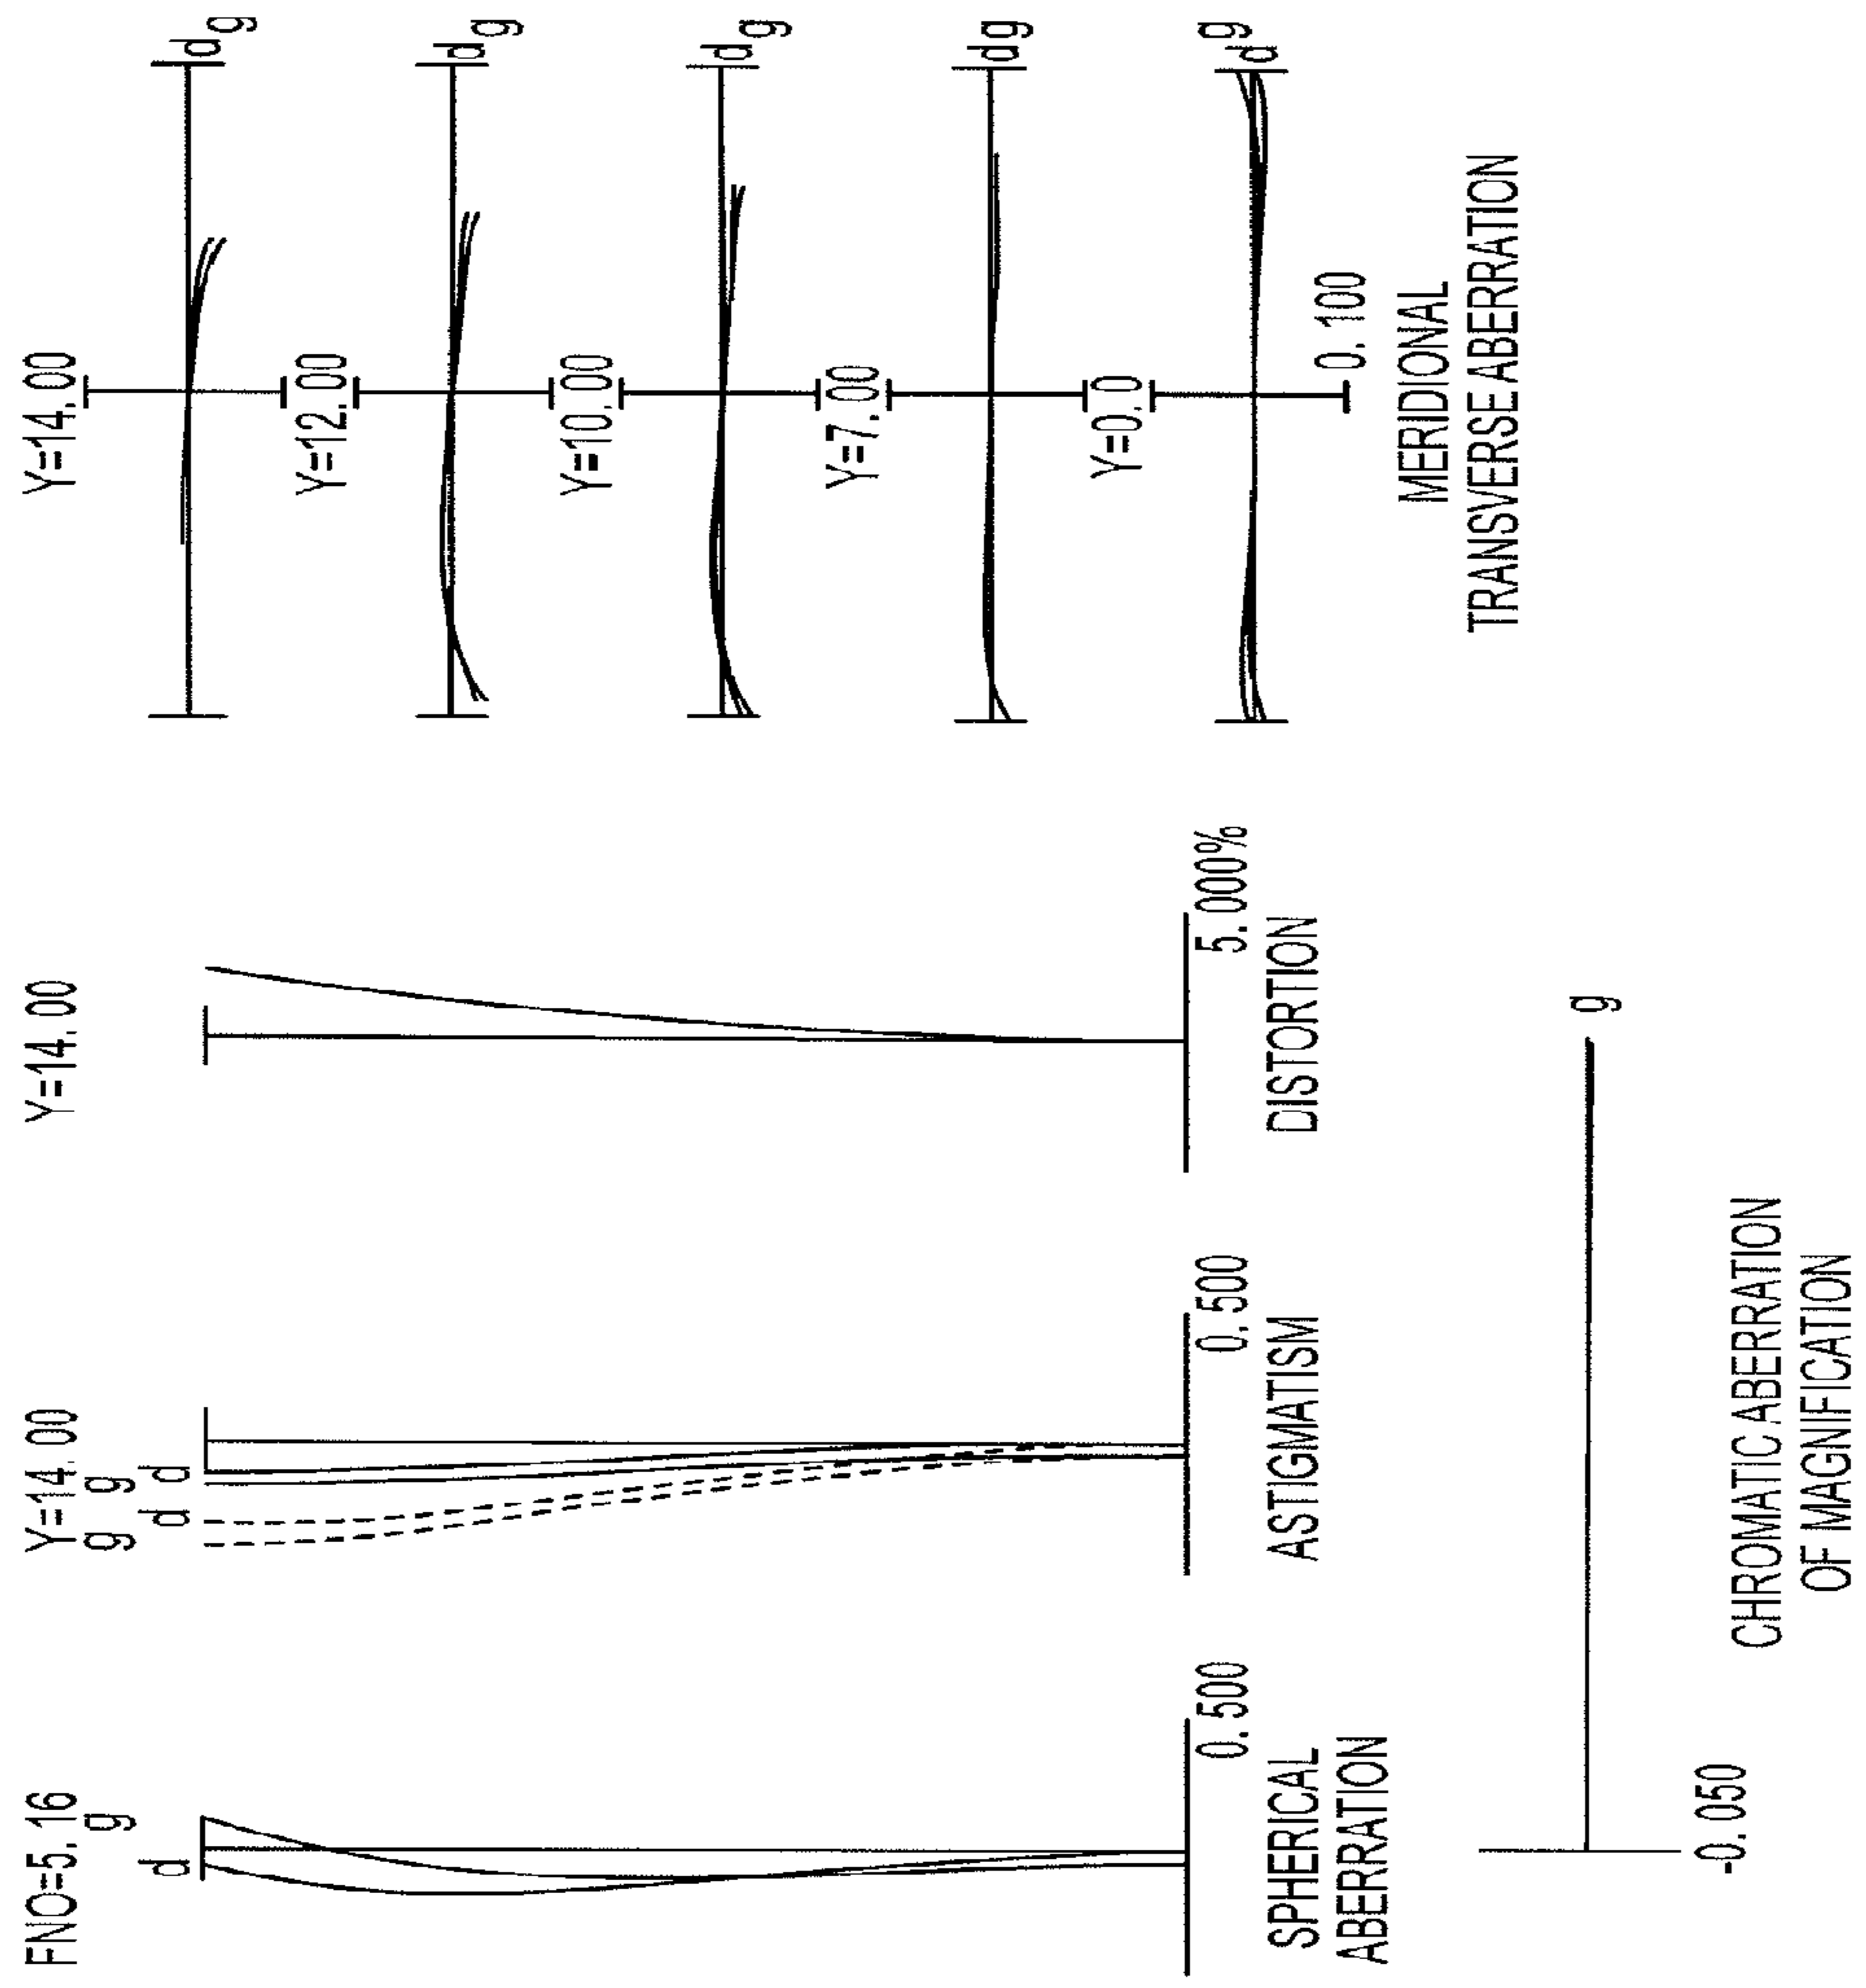 FNO=5. 16
g
d
0. 500
SPHERICAL
ABERRATION
Y=14. 00
g g
d d
0. 500
ASTIGMATISM
Y=14. 00
5. 000%
DISTORTION
Y=14. 00
d
g
Y=12. 00
d
g
Y=10. 00
d
g
Y=7. 00
dg
Y=0. 0
g
d
0. 100
MERIDIONAL
TRANSVERSE ABERRATION
g
-0. 050
CHROMATIC ABERRATION
OF MAGNIFICATION